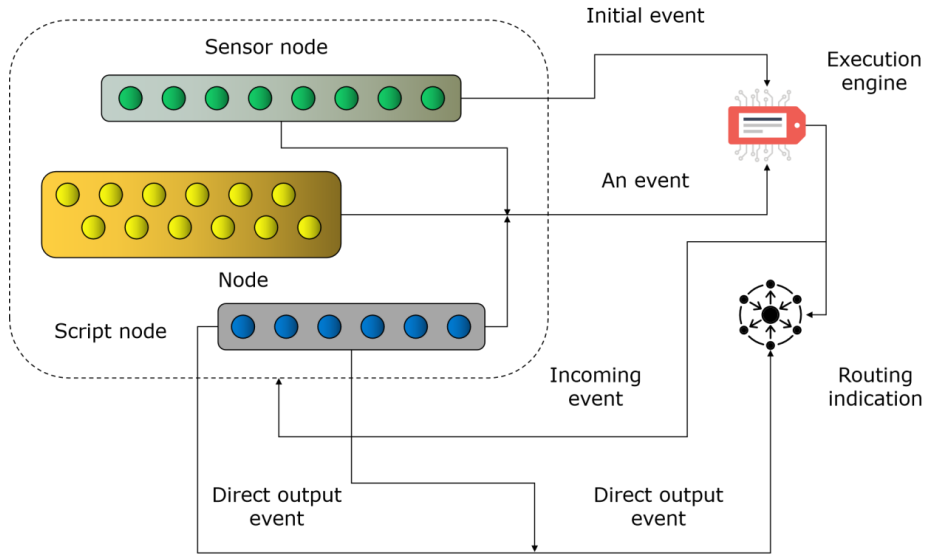 Initial event
Sensor node
Execution
engine
An event
Node
Script node
Incoming
event
Routing
indication
Direct output
event
Direct output
event